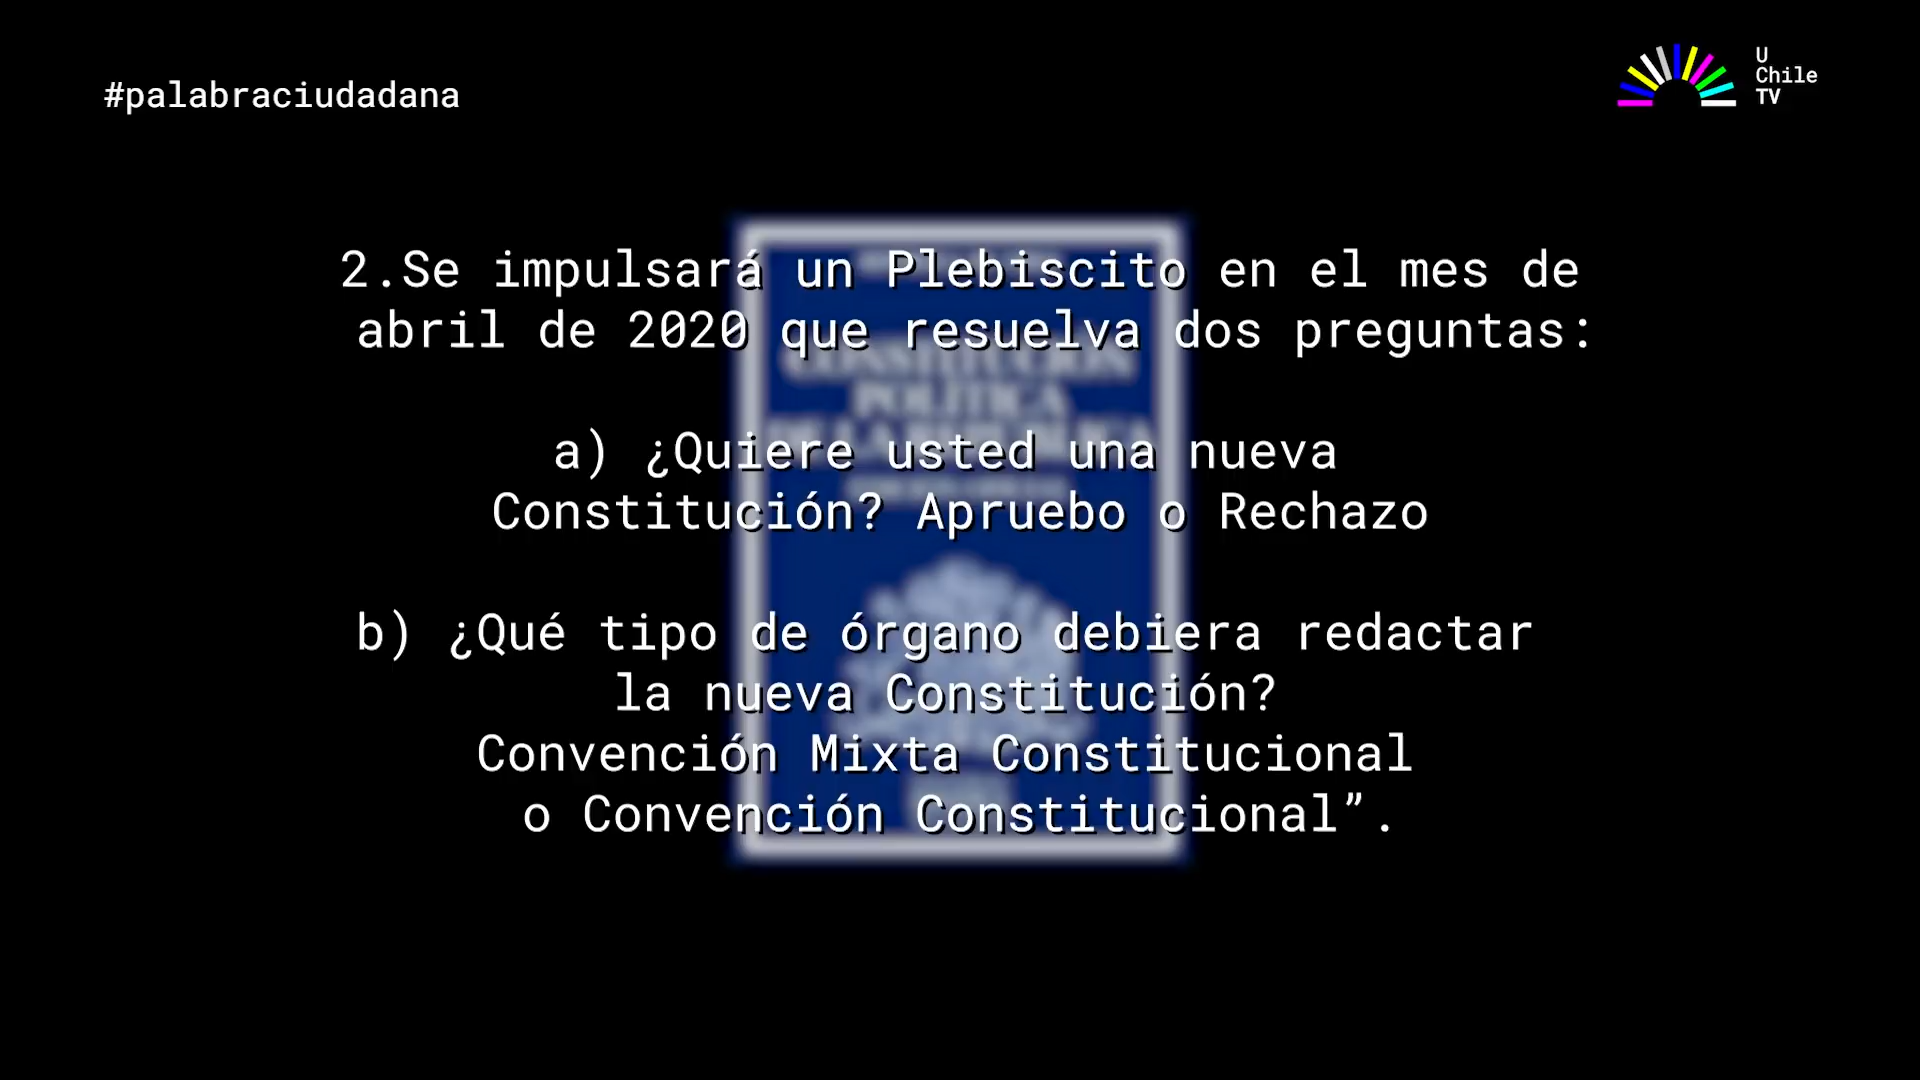 #palabraciudadana
U
Chile
TV
2.Se impulsará un Plebiscito en el mes de
abril de 2020 que resuelva dos preguntas:
a) ¿Quiere usted una nueva
Constitución? Apruebo o Rechazo
b) ¿Qué tipo de órgano debiera redactar
la nueva Constitución?
Convención Mixta Constitucional
o Convención Constitucional”.
CONSTITUCIÓN
POLÍTICA